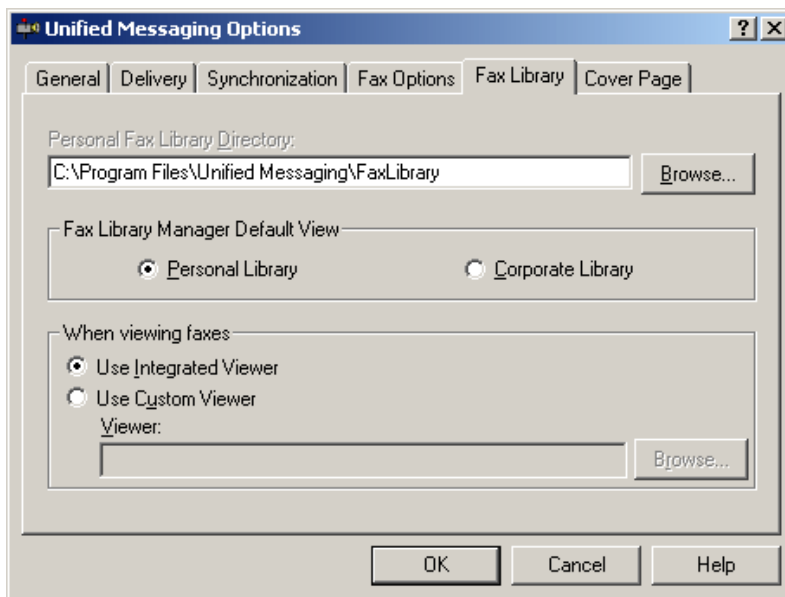 Unified Messaging Options
General Delivery Synchronization Fax Options Fax Library Cover Page
Personal Fax Library Directory:
C:\Program Files\Unified Messaging\FaxLibrary Browse...
Fax Library Manager Default View
Personal Library Corporate Library
When viewing faxes
Use Integrated Viewer
Use Custom Viewer
Viewer:
Browse...
OK Cancel Help